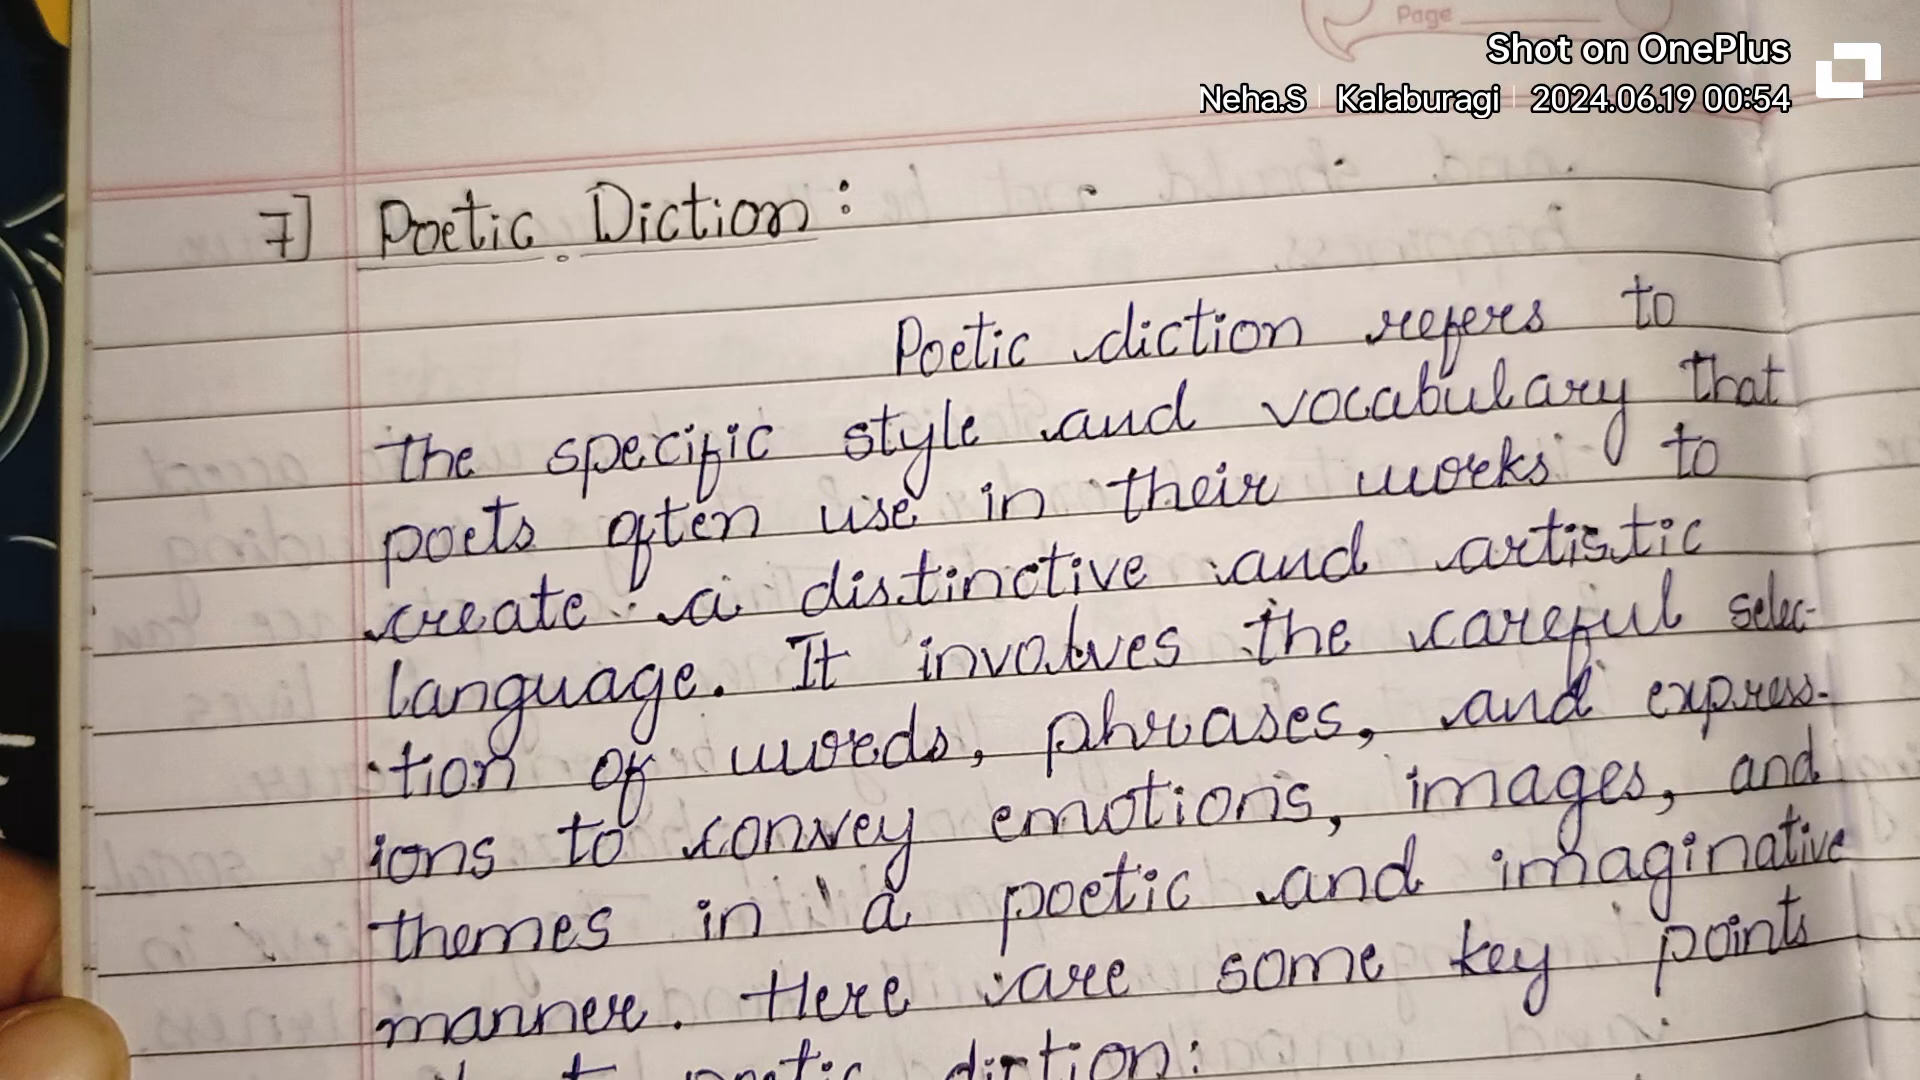 Page
Shot on OnePlus
Neha.S | Kalaburagi | 2024.06.19 00:54
7] Poetic Diction:
Poetic diction refers to
the specific style and vocabulary that
poets often use in their works to
create a distinctive and artistic
language. It involves the careful selec-
tion of words, phrases, and express-
ions to convey emotions, images, and
themes in a poetic and imaginative
manner. Here are some key points
poetic diction: